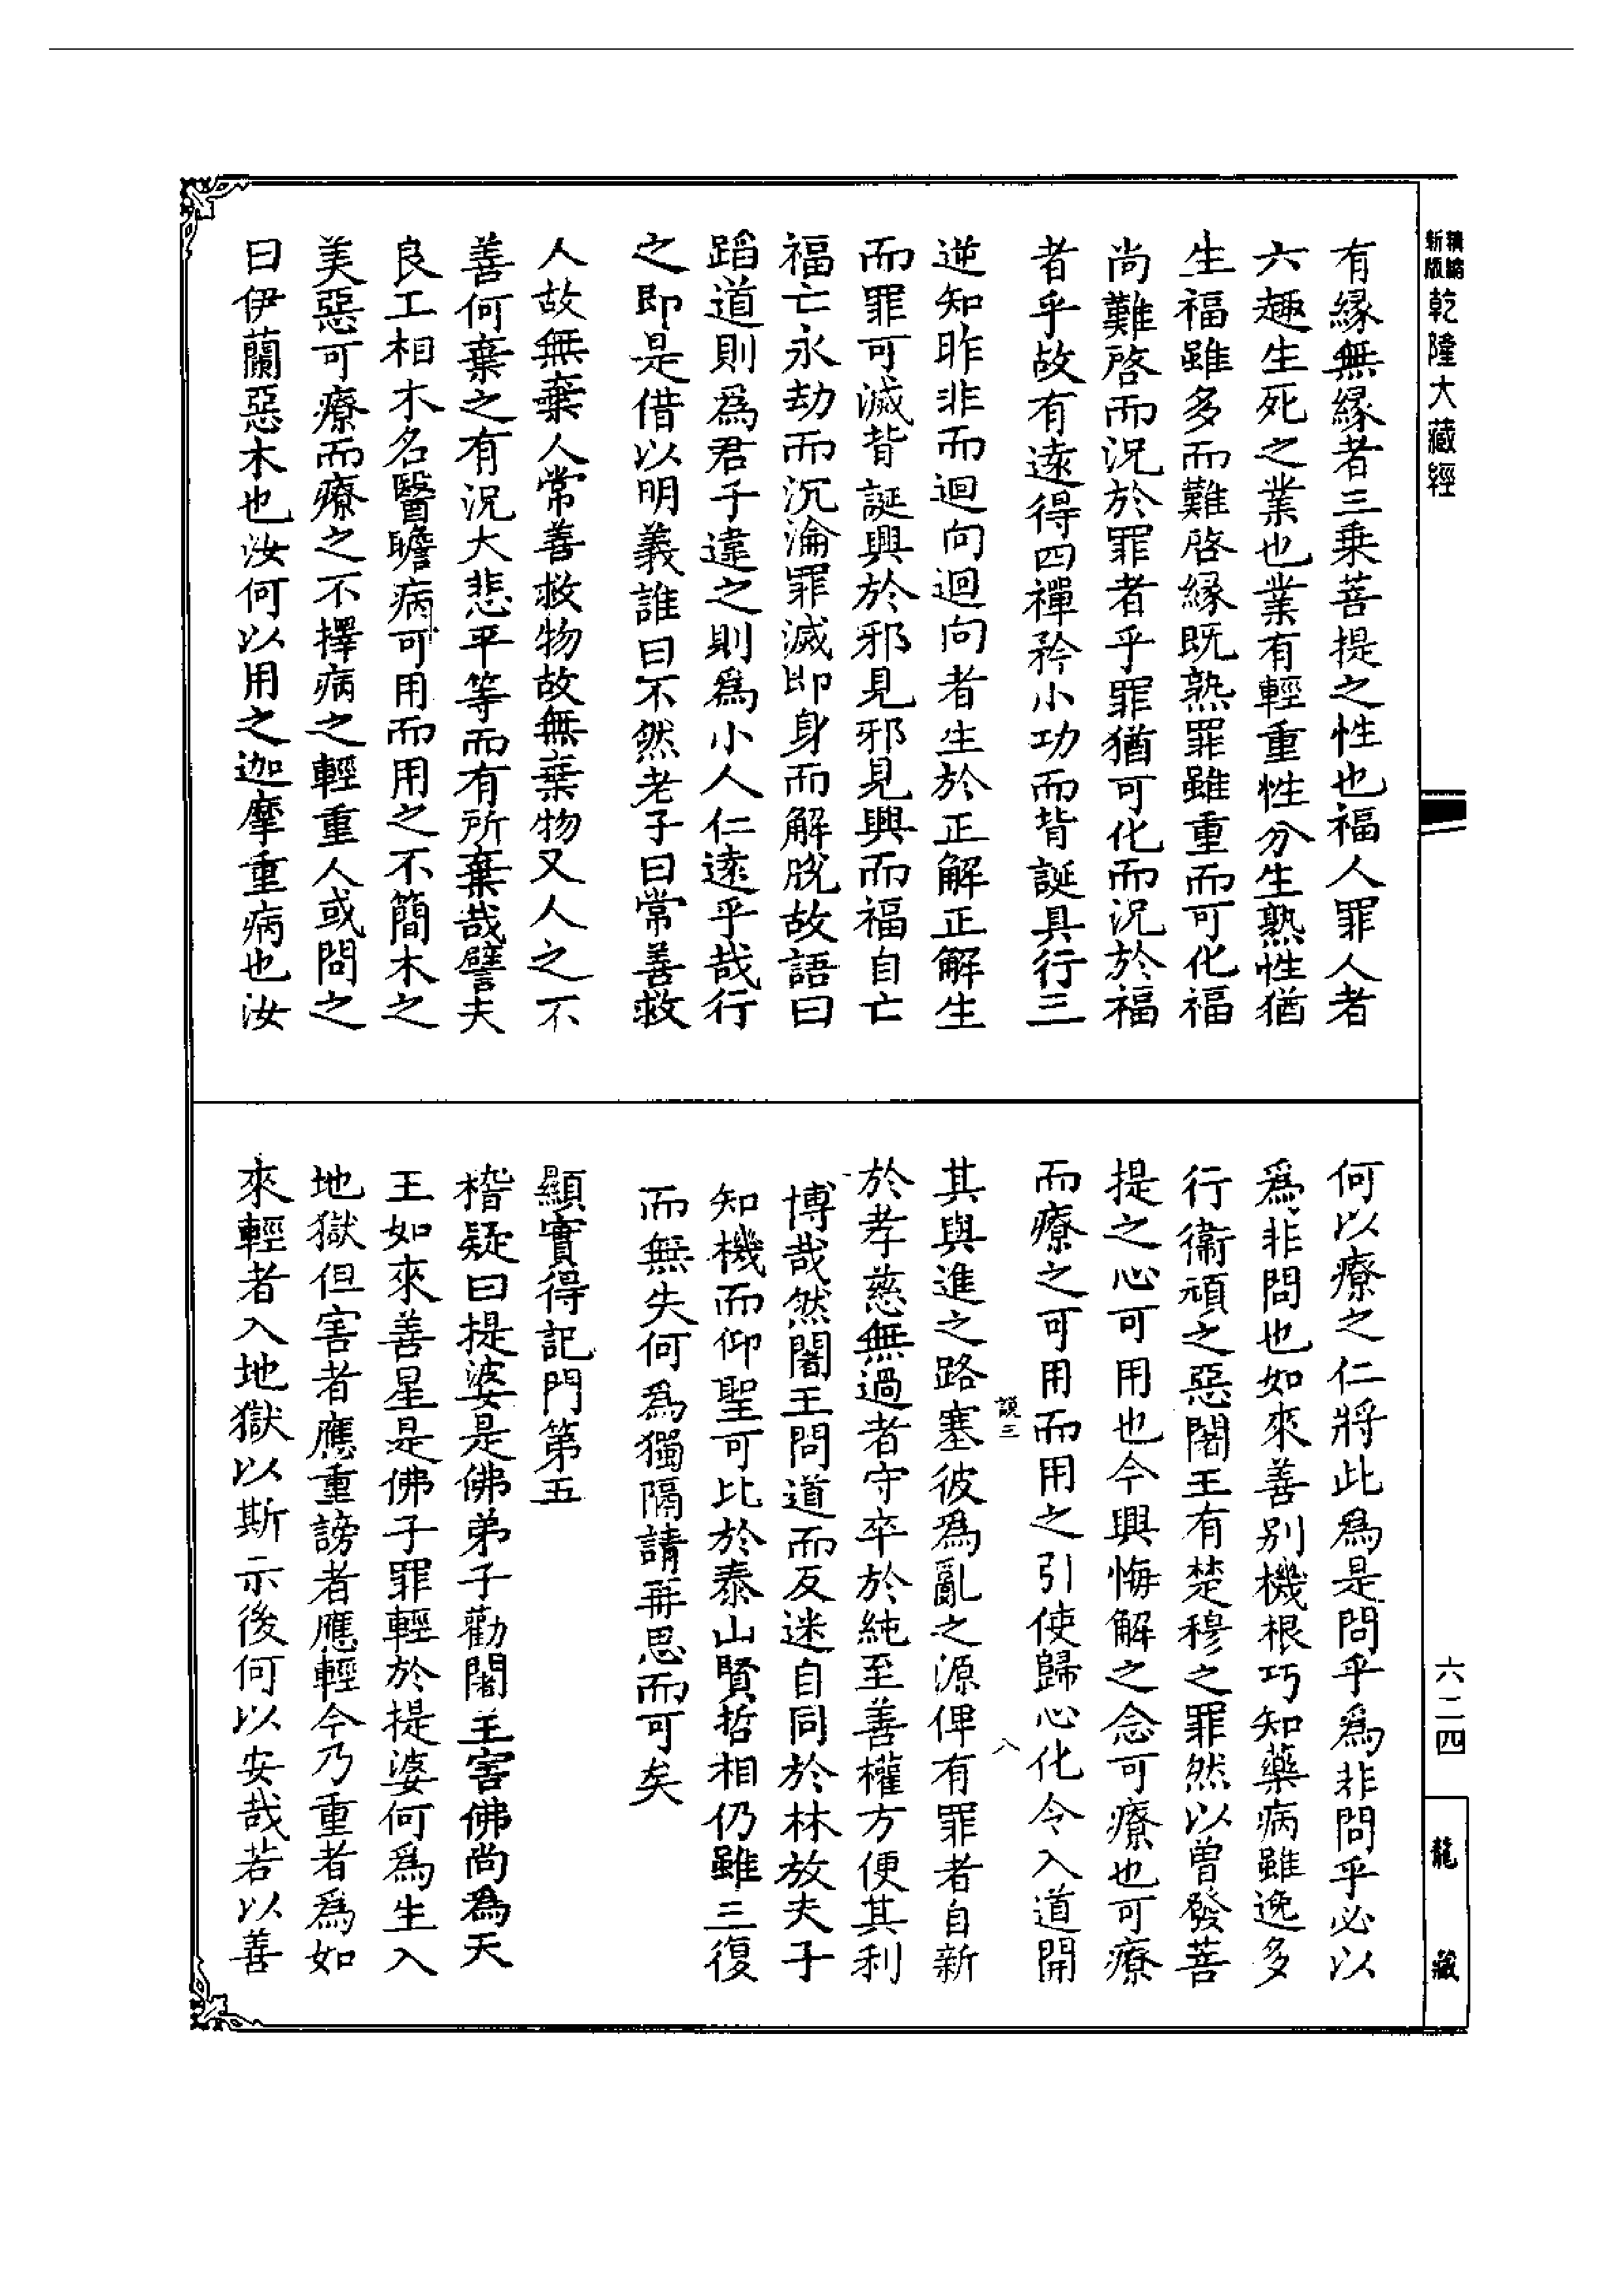 精縮
新版
乾隆大藏經
有緣無緣者三乗菩提之性也福人罪人者
六趣生死之業也業有輕重性分生熟性猶
生福雖多而難啓緣既熟罪雖重而可化福
尚難啓而況於罪者乎罪猶可化而況於福
者乎故有遠得四禪矜小功而背誕具行三
逆知昨非而迴向迴向者生於正解正解生
而罪可滅背誕興於邪見邪見興而福自亡
福亡永劫而沉淪罪滅即身而解脫故語曰
蹈道則爲君子違之則爲小人仁遠乎哉行
之即是借以明義誰曰不然老子曰常善救
人故無棄人常善救物故無棄物又人之不
善何棄之有況大悲平等而有所棄哉譬夫
良工相木名醫瞻病可用而用之不簡木之
美惡可療而療之不擇病之輕重人或問之
曰伊蘭惡木也汝何以用之迦摩重病也汝
何以療之仁將此爲是問乎爲非問乎必以
爲非問也如來善別機根巧知藥病雖逸多
行衞頑之惡闍王有楚穆之罪然以曾發菩
提之心可用也今興悔解之念可療也可療
而療之可用而用之引使歸心化令入道開
說三
八
其與進之路塞彼爲亂之源俾有罪者自新
於孝慈無過者守卒於純至善權方便其利
博哉然闍王問道而反迷自同於林放夫子
知機而仰聖可比於泰山賢哲相仍雖三復
而無失何爲獨隔請再思而可矣
顯實得記門第五
稽疑曰提婆是佛弟子勸闍王害佛尚爲天
王如來善星是佛子罪輕於提婆何爲生入
地獄但害者應重謗者應輕今乃重者爲如
來輕者入地獄以斯示後何以安哉若以善
六二四
龍藏